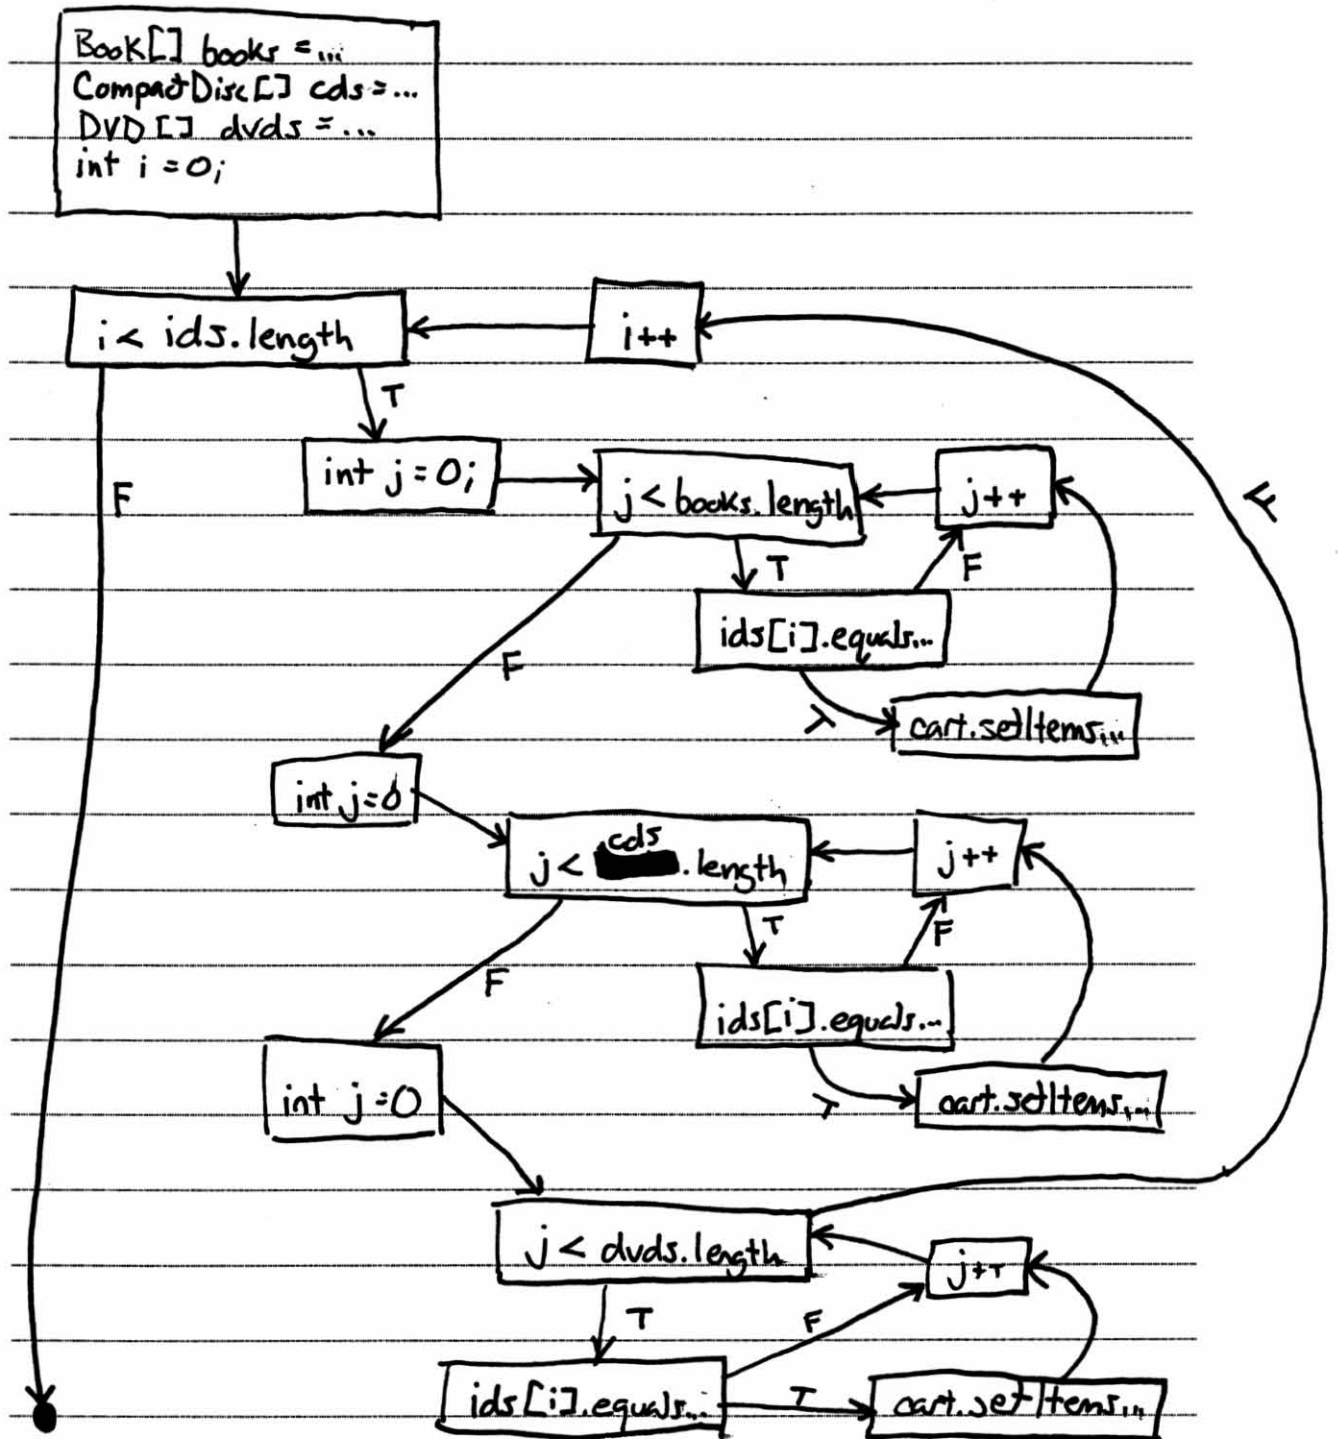 Book[] books = ...
CompactDisc[] cds = ...
DVD[] dvds = ...
int i = 0;
i < ids.length
i++
T
F
int j = 0;
j < books.length
j++
F
T
F
ids[i].equals...
F
T
cart.setItems...
int j = 0
cds
j < .length
j++
T
F
F
ids[i].equals...
int j = 0
T
cart.setItems...
j < dvds.length
j++
T
F
ids[i].equals...
T
cart.setItems...